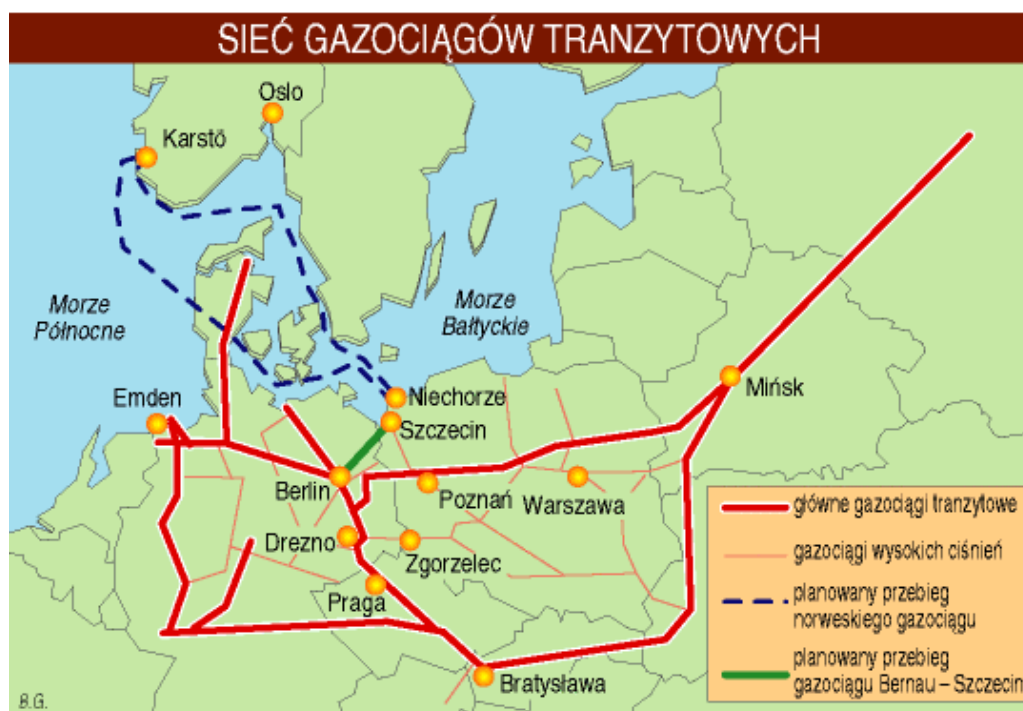 SIEĆ GAZOCIĄGÓW TRANZYTOWYCH
Oslo
Karstö
Morze
Północne
Morze
Bałtyckie
Emden
Niechorze
Szczecin
Mińsk
Berlin
Poznań
Warszawa
Drezno
Zgorzelec
Praga
Bratysława
główne gazociągi tranzytowe
gazociągi wysokich ciśnień
planowany przebieg
norweskiego gazociągu
planowany przebieg
gazociągu Bernau – Szczecin
B.G.